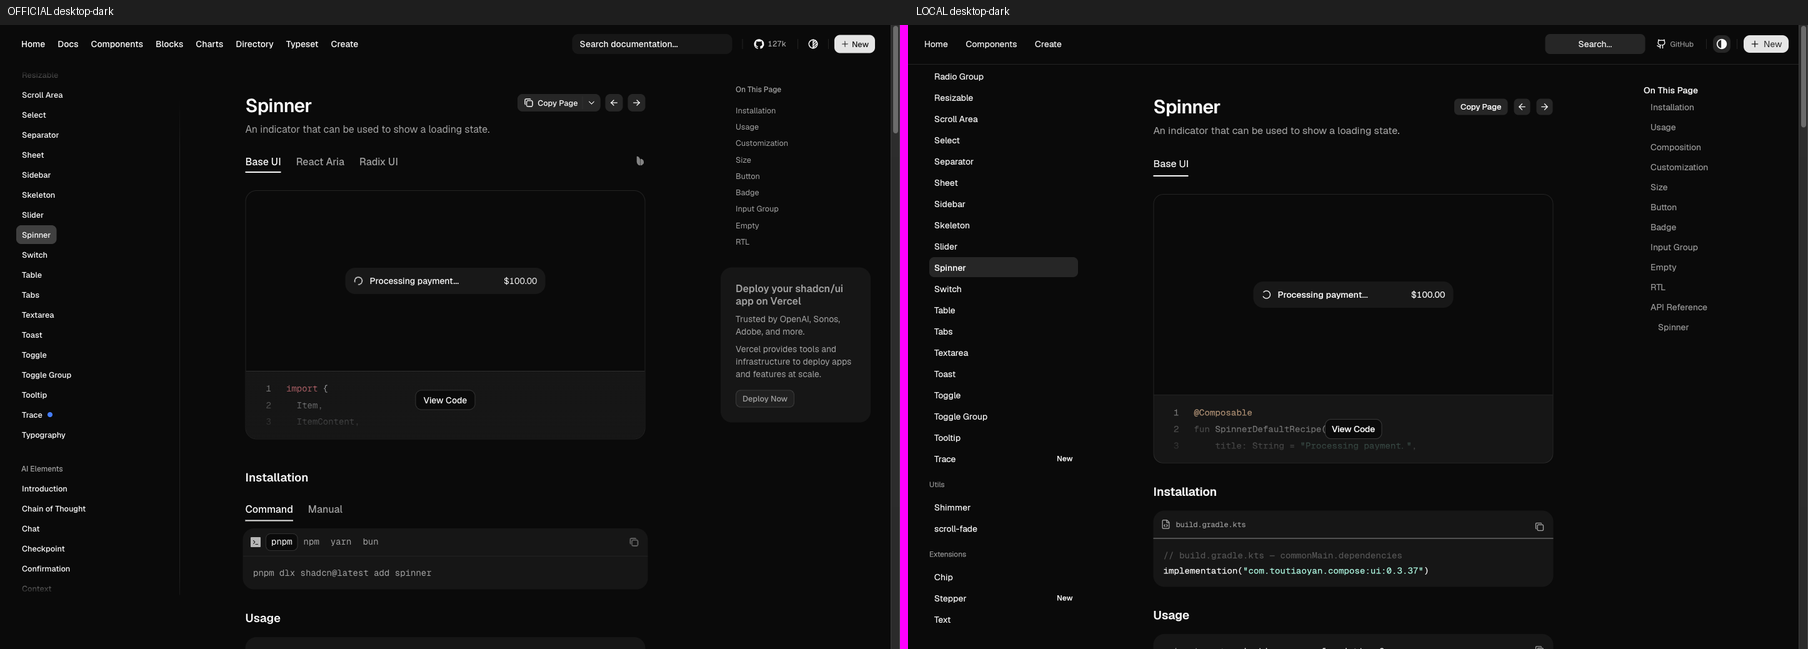 OFFICIAL desktop-dark
Home Docs Components Blocks Charts Directory Typeset Create
Search documentation...
127k
+ New
Resizable
Scroll Area
Select
Separator
Sheet
Sidebar
Skeleton
Slider
Spinner
Switch
Table
Tabs
Textarea
Toast
Toggle
Toggle Group
Tooltip
Trace
Typography
AI Elements
Introduction
Chain of Thought
Chat
Checkpoint
Confirmation
Context
Spinner
Copy Page
An indicator that can be used to show a loading state.
Base UI React Aria Radix UI
Processing payment... $100.00
1 import {
2 Item,
3 ItemContent,
View Code
Installation
Command Manual
pnpm npm yarn bun
pnpm dlx shadcn@latest add spinner
Usage
On This Page
Installation
Usage
Customization
Size
Button
Badge
Input Group
Empty
RTL
Deploy your shadcn/ui
app on Vercel
Trusted by OpenAI, Sonos,
Adobe, and more.
Vercel provides tools and
infrastructure to deploy apps
and features at scale.
Deploy Now
LOCAL desktop-dark
Home Components Create
Search...
GitHub
+ New
Radio Group
Resizable
Scroll Area
Select
Separator
Sheet
Sidebar
Skeleton
Slider
Spinner
Switch
Table
Tabs
Textarea
Toast
Toggle
Toggle Group
Tooltip
Trace New
Utils
Shimmer
scroll-fade
Extensions
Chip
Stepper New
Text
Spinner
Copy Page
An indicator that can be used to show a loading state.
Base UI
Processing payment... $100.00
1 @Composable
2 fun SpinnerDefaultRecipe(
3 title: String = "Processing payment.",
View Code
Installation
build.gradle.kts
// build.gradle.kts — commonMain.dependencies
implementation("com.toutiaoyan.compose:ui:0.3.37")
Usage
On This Page
Installation
Usage
Composition
Customization
Size
Button
Badge
Input Group
Empty
RTL
API Reference
Spinner